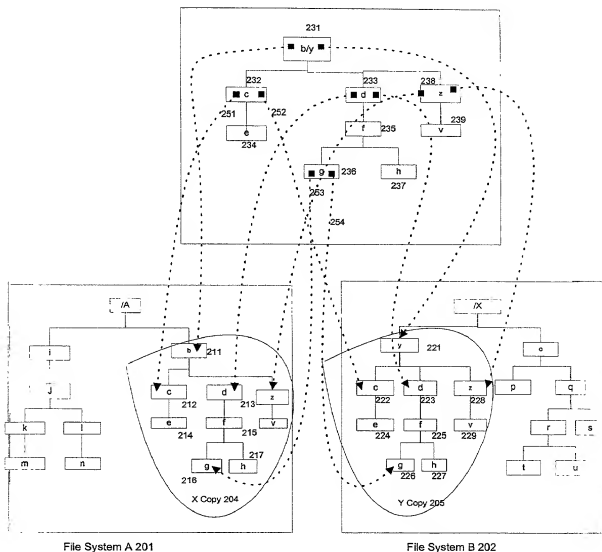 231
b/y
232
233
238
c
d
z
251
252
e
f
235
v
239
234
g
236
h
253
237
254
/A
/X
i
b
211
y
221
o
J
c
d
z
c
d
z
p
q
212
213
222
223
228
k
l
e
f
v
e
f
v
r
s
214
215
224
225
229
m
n
g
h
217
g
h
t
u
216
226
227
X Copy 204
Y Copy 205
File System A 201
File System B 202